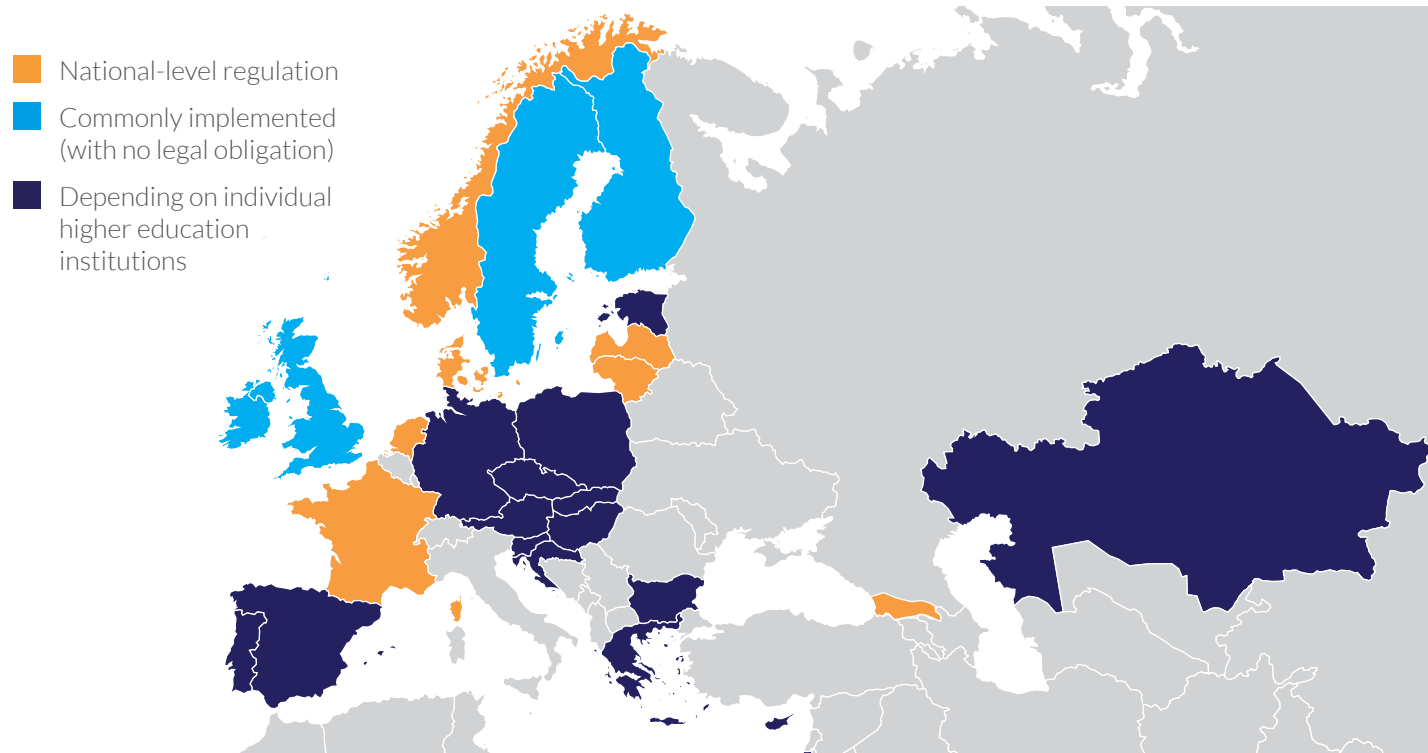 National-level regulation
Commonly implemented
(with no legal obligation)
Depending on individual
higher education
institutions